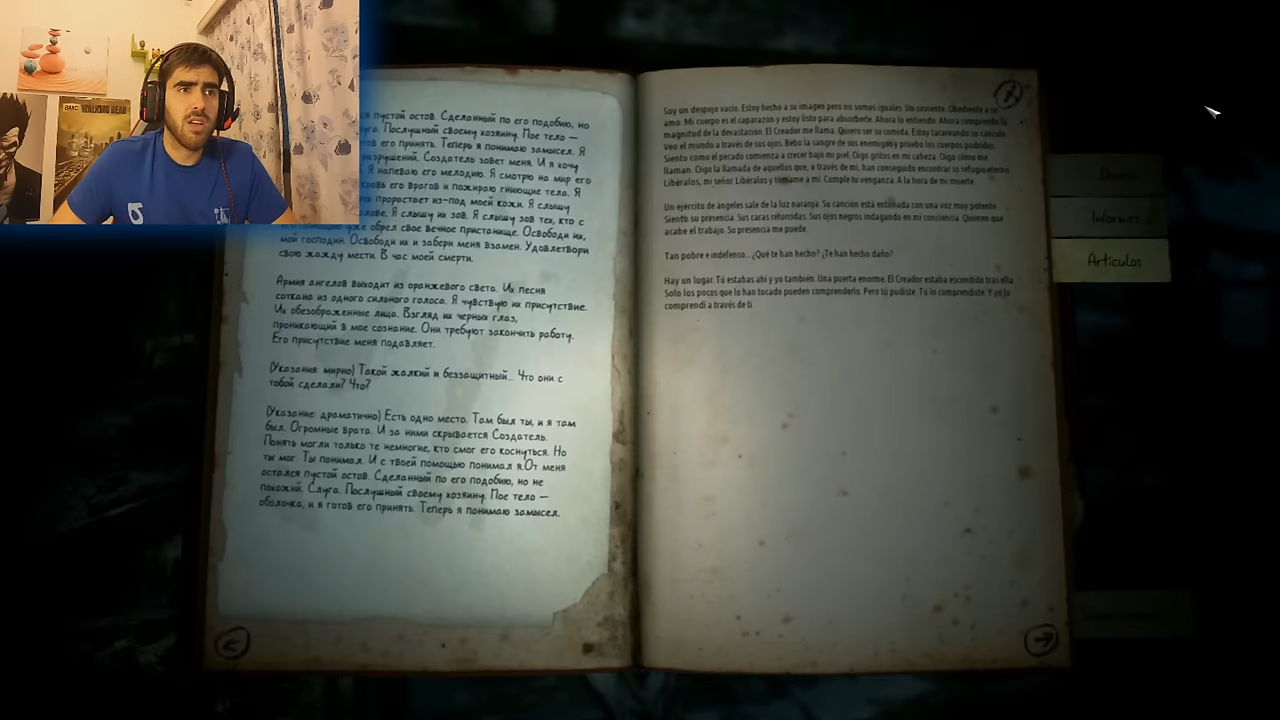 AMC WALKING DEAD
я пустой остов. Сделанный по его подобию, но
уга. Послушный своему хозяину. Пое тело —
ов его принять. Теперь я понимаю замысел. Я
разрушений. Создатель зовет меня. И я хочу
Я напеваю его мелодию. Я смотрю на мир его
кровь его врагов и пожираю гниющие тела. Я
их прорастает из-под моей кожи. Я слышу
олове. Я слышу их зов. Я слышу зов тех, кто с
его помощью уже обрел свое вечное пристанище. Освободи их,
мой господин. Освободи их и забери меня взамен. Удовлетвори
свою жажду мести. В час моей смерти.
Армия ангелов выходит из оранжевого света. Их песня
соткана из одного сильного голоса. Я чувствую их присутствие.
Их обезображенные лица. Взгляд их черных глаз,
проникающий в мое сознание. Они требуют закончить работу.
Его присутствие меня подавляет.
(Указания: мирно) Такой жалкий и беззащитный... Что они с
тобой сделали? Что?
(Указание: драматично) Есть одно место. Там был ты, и я там
был. Огромные врата. И за ними скрывается Создатель.
Понять могли только те немногие, кто смог его коснуться. Но
ты мог. Ты понимал. И с твоей помощью понимал я.От меня
остался пустой остов. Сделанный по его подобию, но не
похожий. Слуга. Послушный своему хозяину. Пое тело —
оболочка, и я готов его принять. Теперь я понимаю замысел.
Soy un despojo vacío. Estoy hecho a su imagen pero no somos iguales. Un sirviente. Obediente a su
amo. Mi cuerpo es el caparazón y estoy listo para absorberle. Ahora lo entiendo. Ahora comprendo la
magnitud de la devastación. El Creador me llama. Quiero ser su comida. Estoy tarareando su canción.
Veo el mundo a través de sus ojos. Bebo la sangre de sus enemigos y pruebo los cuerpos podridos.
Siento como el pecado comienza a crecer bajo mi piel. Oigo gritos en mi cabeza. Oigo cómo me
llaman. Oigo la llamada de aquellos que, a través de mí, han conseguido encontrar su refugio eterno.
Libéralos, mi señor. Libéralos y tómame a mí. Cumple tu venganza. A la hora de mi muerte.
Un ejército de ángeles sale de la luz naranja. Su canción está entonada con una voz muy potente.
Siento su presencia. Sus caras retorcidas. Sus ojos negros indagando en mi conciencia. Quieren que
acabe el trabajo. Su presencia me puede.
Tan pobre e indefenso... ¿Qué te han hecho? ¿Te han hecho daño?
Hay un lugar. Tú estabas ahí y yo también. Una puerta enorme. El Creador estaba escondido tras ella.
Solo los pocos que lo han tocado pueden comprenderlo. Pero tú pudiste. Tú lo comprendiste. Y yo lo
comprendí a través de ti.
Diario
Informes
Artículos